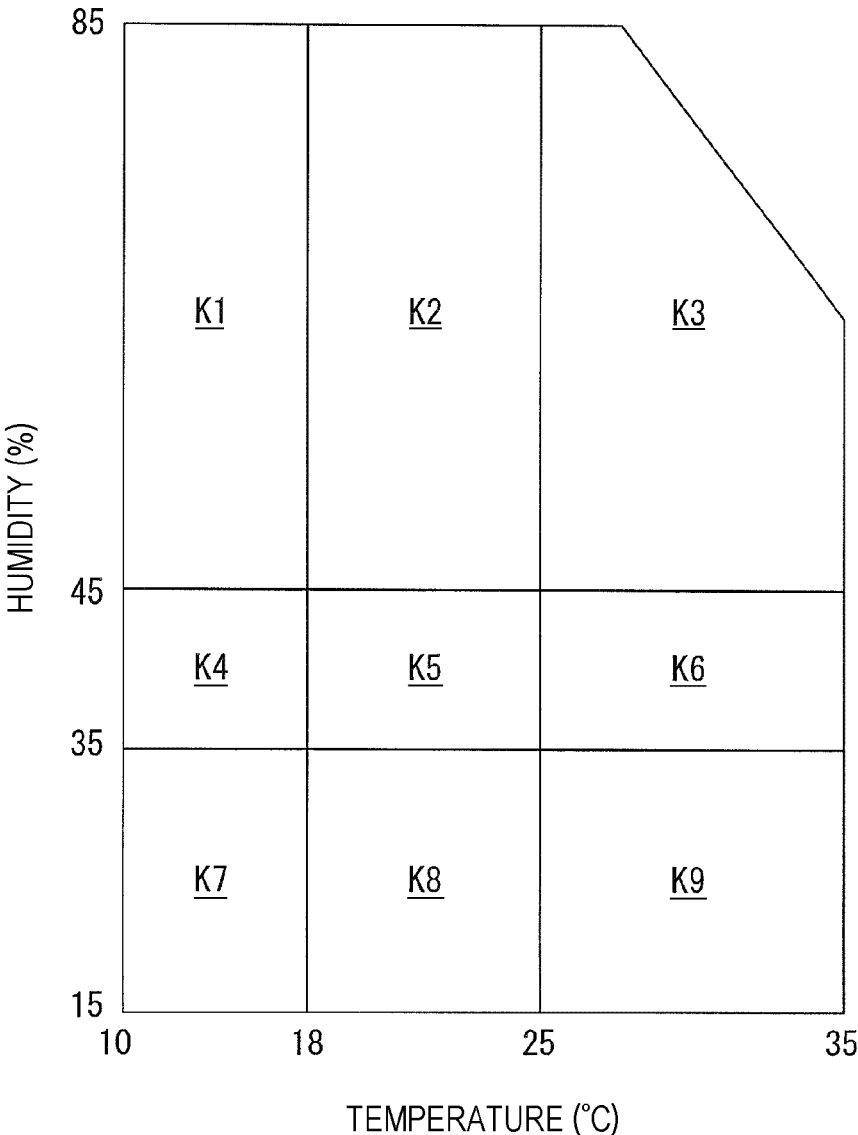 85
K1 K2 K3
HUMIDITY (%)
45
K4 K5 K6
35
K7 K8 K9
15
10 18 25 35
TEMPERATURE (°C)